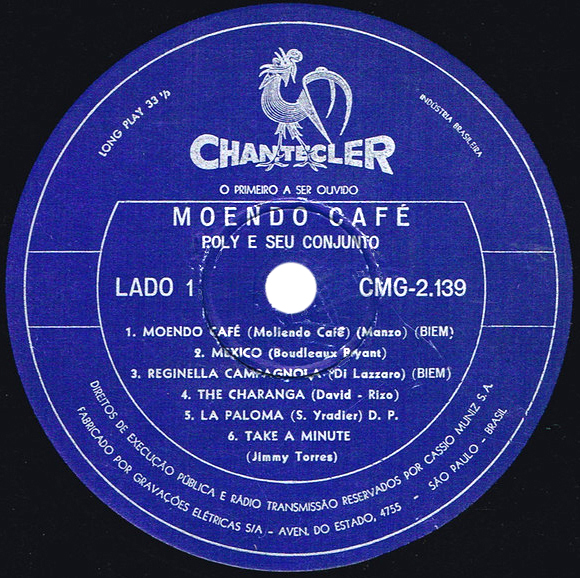 LONG PLAY 33 1/3
INDÚSTRIA BRASILEIRA
CHANTECLER
O PRIMEIRO A SER OUVIDO
MOENDO CAFÉ
POLY E SEU CONJUNTO
LADO 1
CMG-2.139
1. MOENDO CAFÉ (Moliendo Café) (Manzo) (BIEM)
2. MEXICO (Boudleaux Bryant)
3. REGINELLA CAMPAGNOLA (Di Lazzaro) (BIEM)
4. THE CHARANGA (David - Rizo)
5. LA PALOMA (S. Yradier) D. P.
6. TAKE A MINUTE
(Jimmy Torres)
DIREITOS DE EXECUÇÃO PÚBLICA E RÁDIO TRANSMISSÃO RESERVADOS POR CASSIO MUNIZ S.A.
FABRICADO POR GRAVAÇÕES ELÉTRICAS S/A - AVEN. DO ESTADO, 4755 - SÃO PAULO - BRASIL